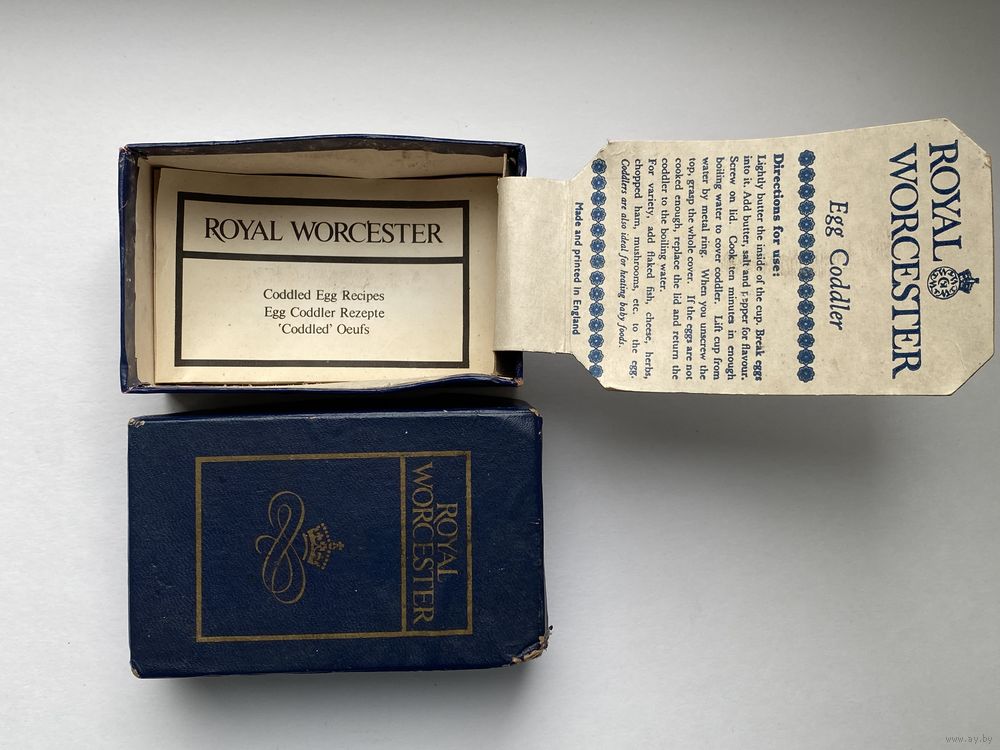 ROYAL WORCESTER
Coddled Egg Recipes
Egg Coddler Rezepte
'Coddled' Oeufs
ROYAL
WORCESTER
Egg Coddler
Directions for use:
Lightly butter the inside of the cup. Break eggs
into it. Add butter, salt and pepper for flavour.
Screw on lid. Cook ten minutes in enough
boiling water to cover coddler. Lift cup from
water by metal ring. When you unscrew the
top, grasp the whole cover. If the eggs are not
cooked enough, replace the lid and return the
coddler to the boiling water.
For variety, add flaked fish, cheese, herbs,
chopped ham, mushrooms, etc. to the egg.
Coddlers are also ideal for heating baby foods.
Made and printed in England
ROYAL
WORCESTER
www.ay.by